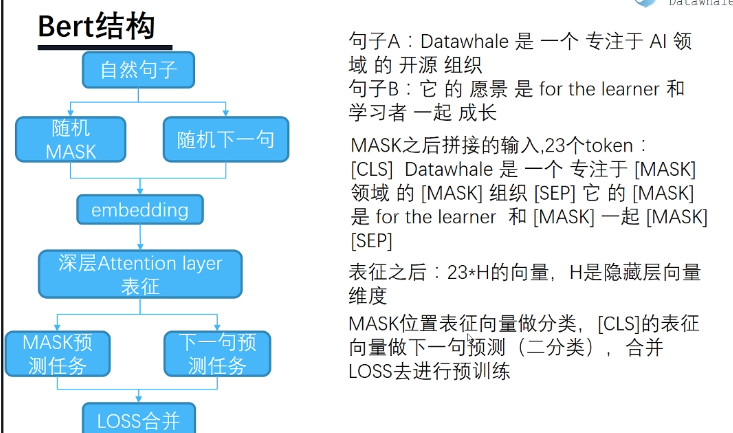 Datawhale
Bert结构
自然句子
随机
MASK
随机下一句
embedding
深层Attention layer
表征
MASK预
测任务
下一句预
测任务
LOSS合并
句子A：Datawhale 是 一个 专注于 AI 领
域 的 开源 组织
句子B：它 的 愿景 是 for the learner 和
学习者 一起 成长
MASK之后拼接的输入,23个token：
[CLS] Datawhale 是 一个 专注于 [MASK]
领域 的 [MASK] 组织 [SEP] 它 的 [MASK]
是 for the learner 和 [MASK] 一起 [MASK]
[SEP]
表征之后：23*H的向量，H是隐藏层向量
维度
MASK位置表征向量做分类，[CLS]的表征
向量做下一句预测（二分类），合并
LOSS去进行预训练